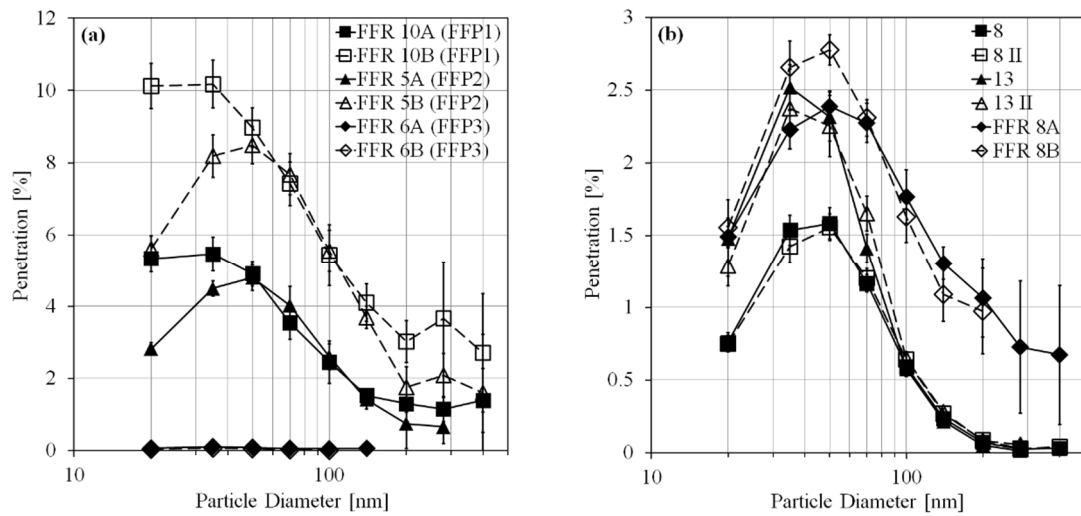 (a)
FFR 10A (FFP1)
FFR 10B (FFP1)
FFR 5A (FFP2)
FFR 5B (FFP2)
FFR 6A (FFP3)
FFR 6B (FFP3)
Penetration [%]
12
10
8
6
4
2
0
10
100
Particle Diameter [nm]
(b)
8
8 II
13
13 II
FFR 8A
FFR 8B
Penetration [%]
3
2.5
2
1.5
1
0.5
0
10
100
Particle Diameter [nm]